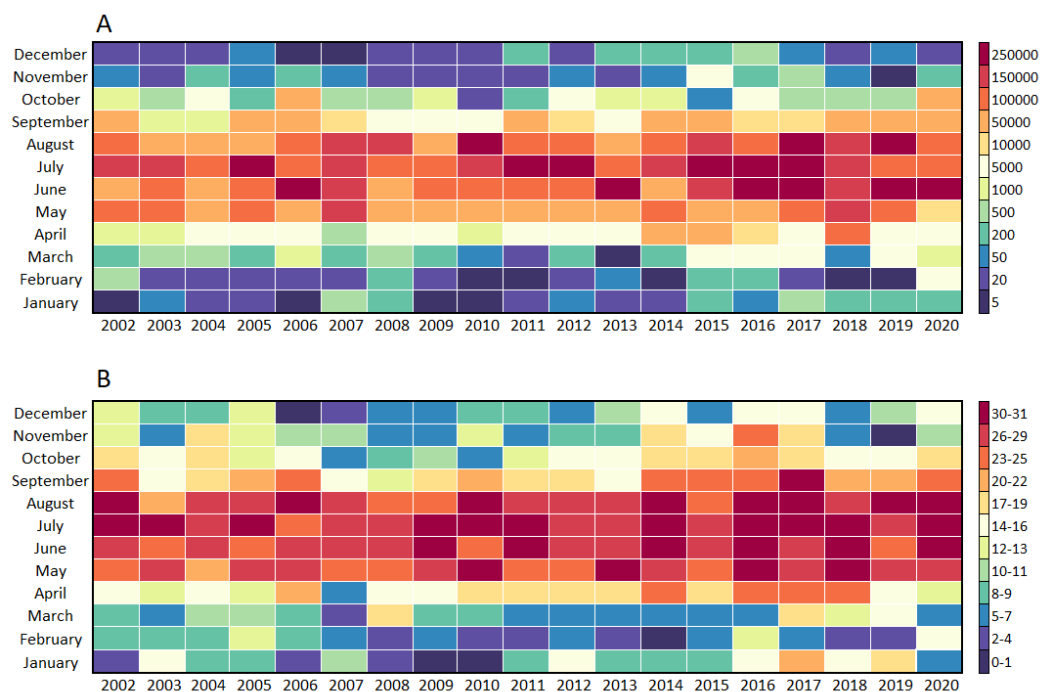 A
December
November
October
September
August
July
June
May
April
March
February
January
250000
150000
100000
50000
10000
5000
1000
500
200
50
20
5
2002 2003 2004 2005 2006 2007 2008 2009 2010 2011 2012 2013 2014 2015 2016 2017 2018 2019 2020
B
December
November
October
September
August
July
June
May
April
March
February
January
30-31
26-29
23-25
20-22
17-19
14-16
12-13
10-11
8-9
5-7
2-4
0-1
2002 2003 2004 2005 2006 2007 2008 2009 2010 2011 2012 2013 2014 2015 2016 2017 2018 2019 2020